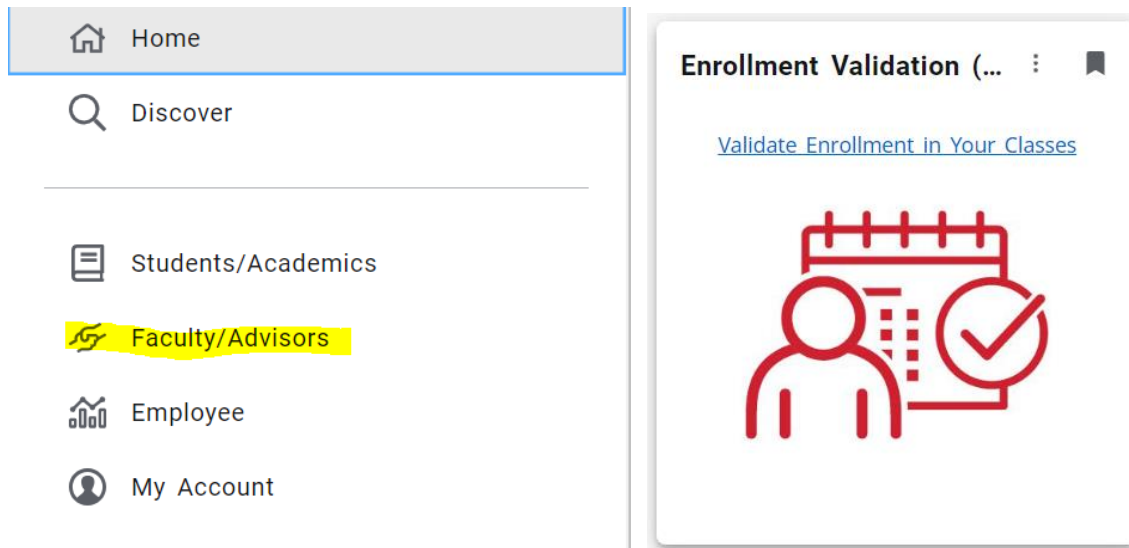 Home
Discover
Students/Academics
Faculty/Advisors
Employee
My Account
Enrollment Validation (...
Validate Enrollment in Your Classes